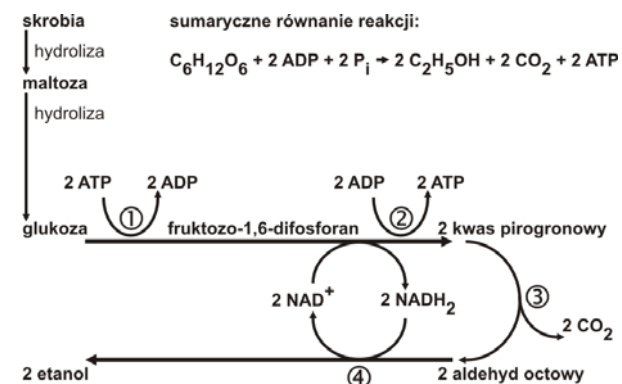 skrobia
sumaryczne równanie reakcji:
hydroliza
C6H12O6 + 2 ADP + 2 Pi → 2 C2H5OH + 2 CO2 + 2 ATP
maltoza
hydroliza
2 ATP 2 ADP 2 ADP 2 ATP
① ②
glukoza fruktozo-1,6-difosforan 2 kwas pirogronowy
③
2 NAD+ 2 NADH2
2 CO2
2 etanol ④ 2 aldehyd octowy